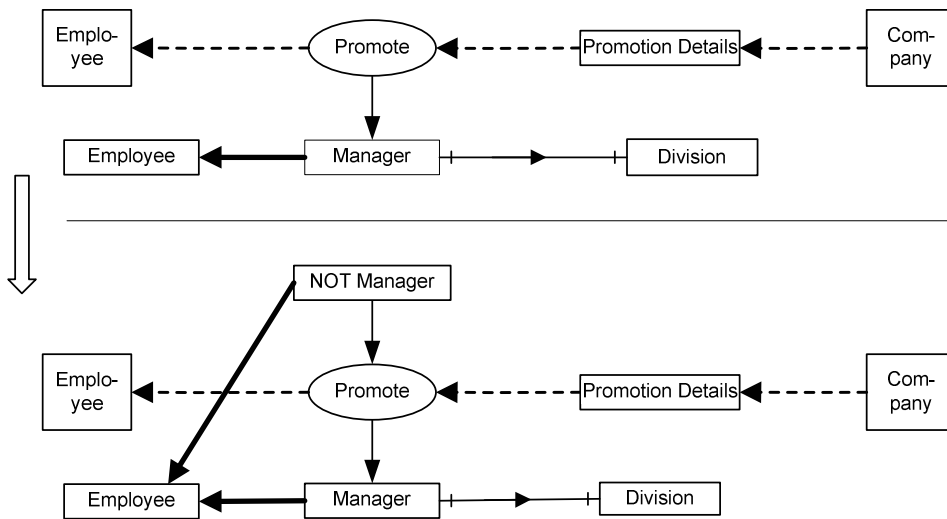 Emplo-
yee
Promote
Promotion Details
Com-
pany
Employee
Manager
Division
NOT Manager
Emplo-
yee
Promote
Promotion Details
Com-
pany
Employee
Manager
Division